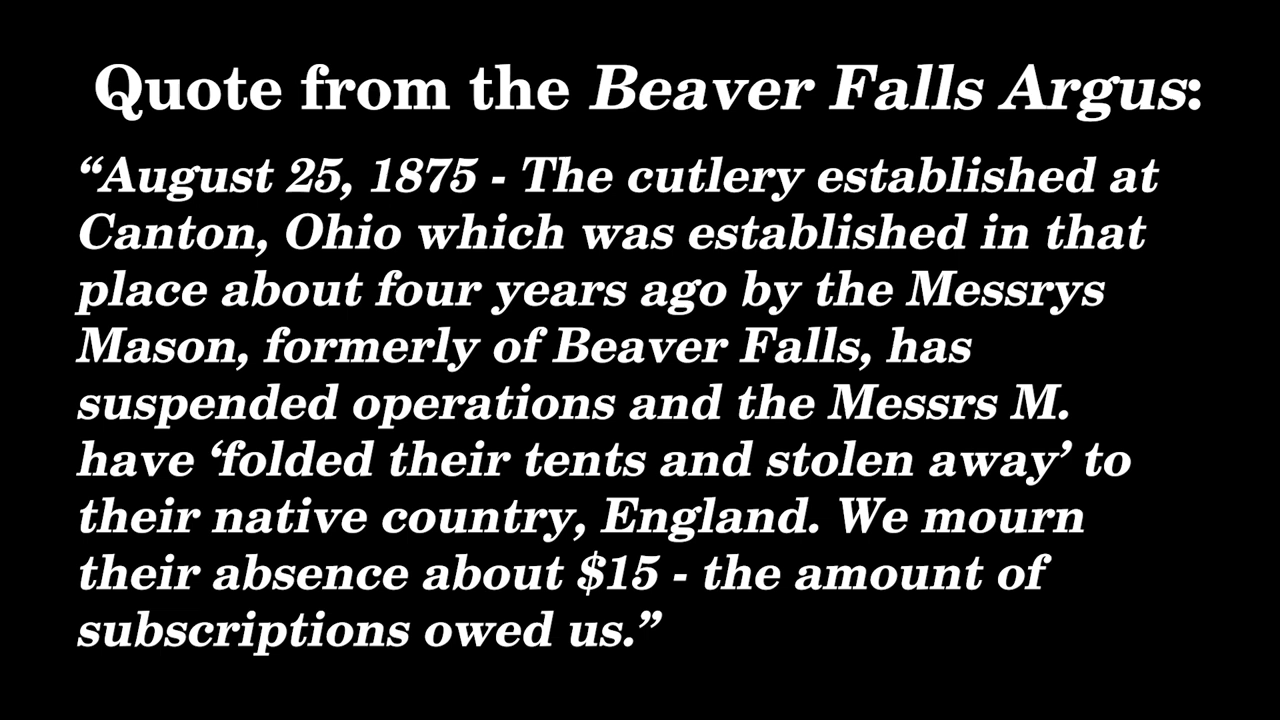 Quote from the Beaver Falls Argus:
“August 25, 1875 - The cutlery established at
Canton, Ohio which was established in that
place about four years ago by the Messrys
Mason, formerly of Beaver Falls, has
suspended operations and the Messrs M.
have ‘folded their tents and stolen away’ to
their native country, England. We mourn
their absence about $15 - the amount of
subscriptions owed us.”